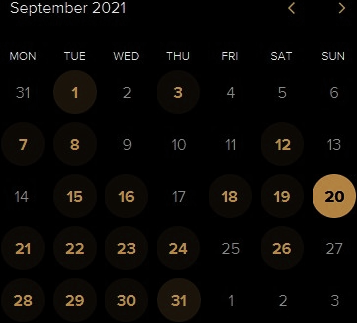 September 2021
MON TUE WED THU FRI SAT SUN
31 1 2 3 4 5 6
7 8 9 10 11 12 13
14 15 16 17 18 19 20
21 22 23 24 25 26 27
28 29 30 31 1 2 3